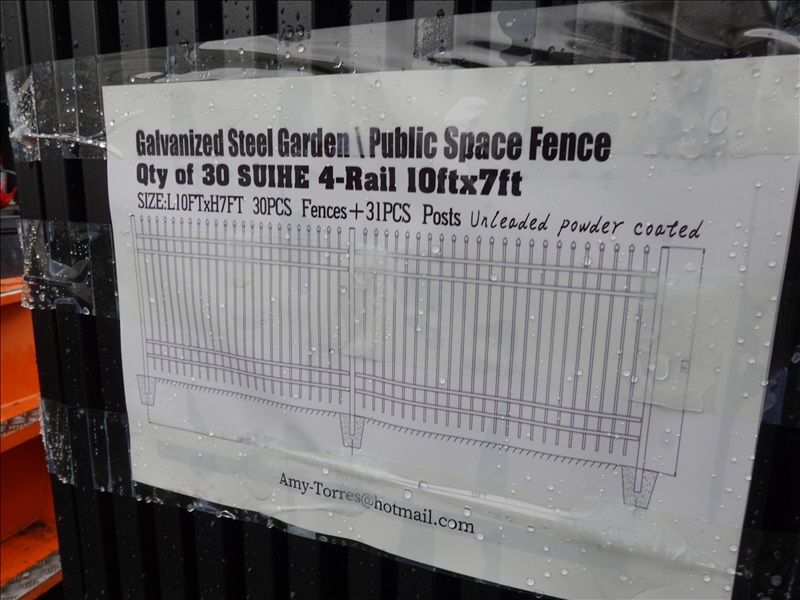 Galvanized Steel Garden \ Public Space Fence
Qty of 30 SUIHE 4-Rail 10ftx7ft
SIZE:L10FTxH7FT 30PCS Fences+31PCS Posts Unleaded powder coated
Amy-Torres@hotmail.com